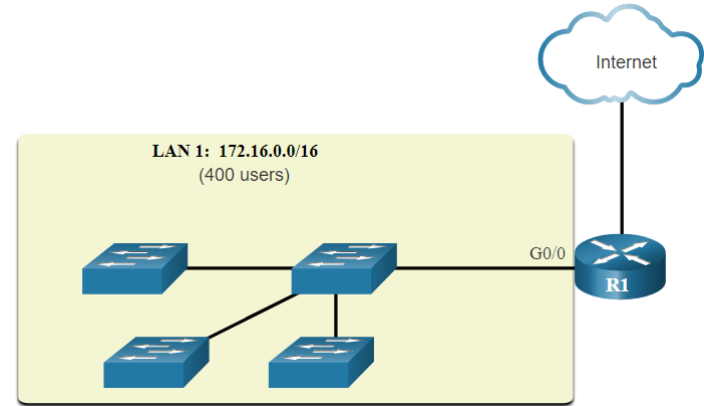 Internet
LAN 1: 172.16.0.0/16
(400 users)
G0/0
R1